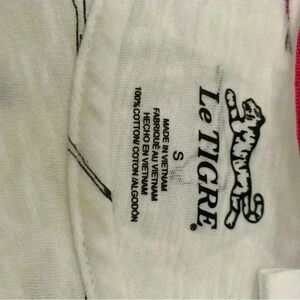 Le TIGRE®
S
MADE IN VIETNAM
FABRIQUÉ AU VIETNAM
HECHO EN VIETNAM
100% COTTON/COTON/ALGODÓN